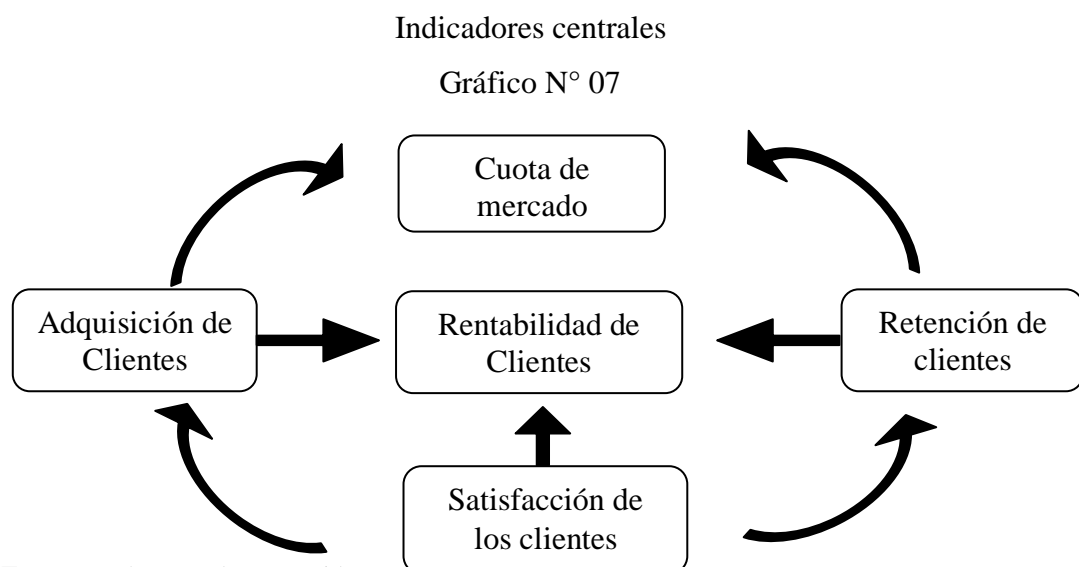 Indicadores centrales
Gráfico N° 07
Cuota de
mercado
Adquisición de
Clientes
Rentabilidad de
Clientes
Retención de
clientes
Satisfacción de
los clientes